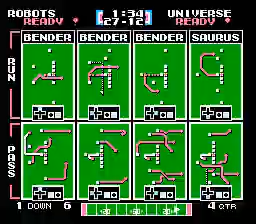 ROBOTS 1:34 UNIVERSE
READY ? 27-12 READY ?
BENDER BENDER BENDER SAURUS
RUN
PASS
1 DOWN 6 4 QTR